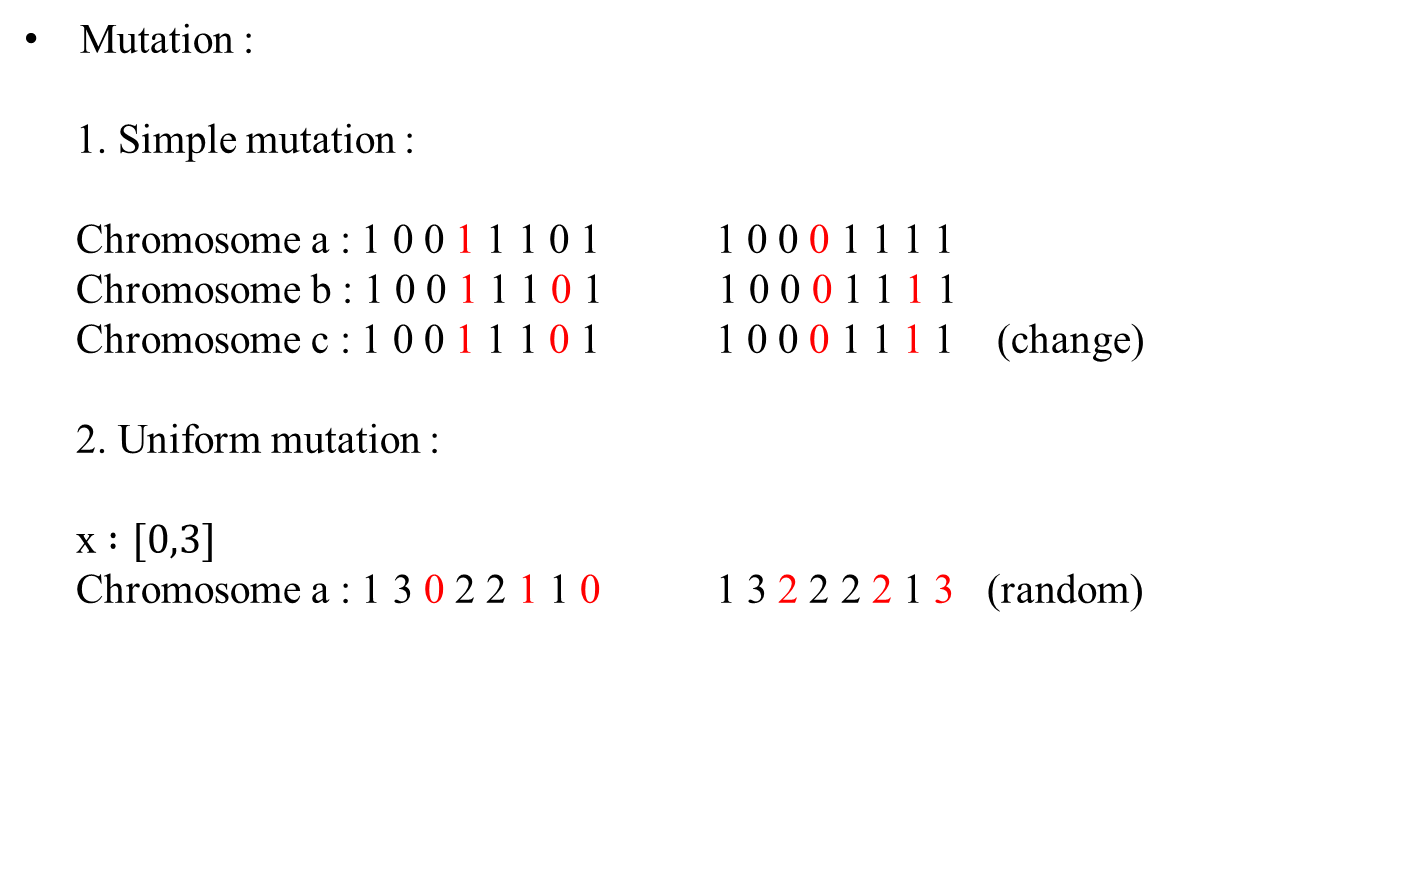 • Mutation :
1. Simple mutation :
Chromosome a : 1 0 0 1 1 1 0 1 1 0 0 0 1 1 1 1
Chromosome b : 1 0 0 1 1 1 0 1 1 0 0 0 1 1 1 1
Chromosome c : 1 0 0 1 1 1 0 1 1 0 0 0 1 1 1 1 (change)
2. Uniform mutation :
x : [0,3]
Chromosome a : 1 3 0 2 2 1 1 0 1 3 2 2 2 2 1 3 (random)